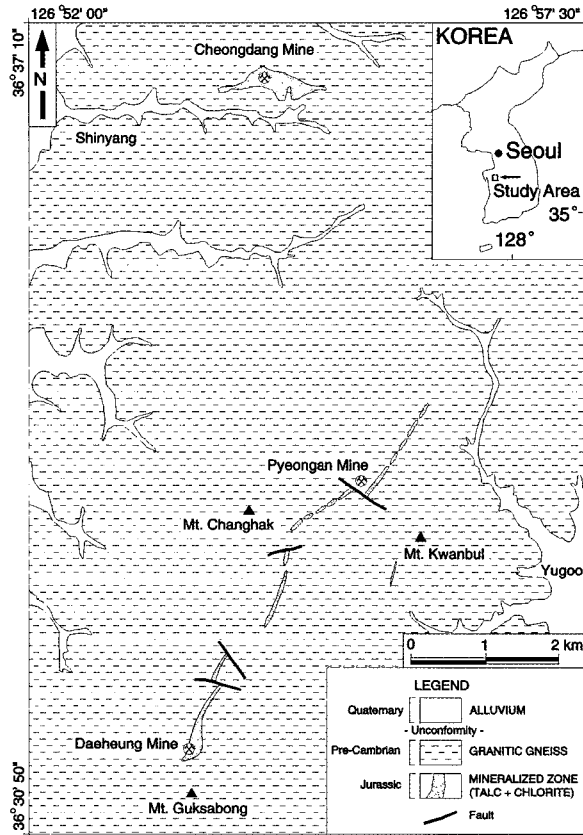 126° 52' 00"
126° 57' 30"
36° 37' 10"
N
Cheongdang Mine
KOREA
Seoul
Study Area
35°
128°
Shinyang
Pyeongan Mine
Mt. Changhak
Mt. Kwanbul
Yugoo
0 1 2 km
Daeheung Mine
Mt. Guksabong
36° 30' 50"
LEGEND
Quaternary ALLUVIUM
- Unconformity -
Pre-Cambrian GRANITIC GNEISS
Jurassic MINERALIZED ZONE
(TALC + CHLORITE)
Fault